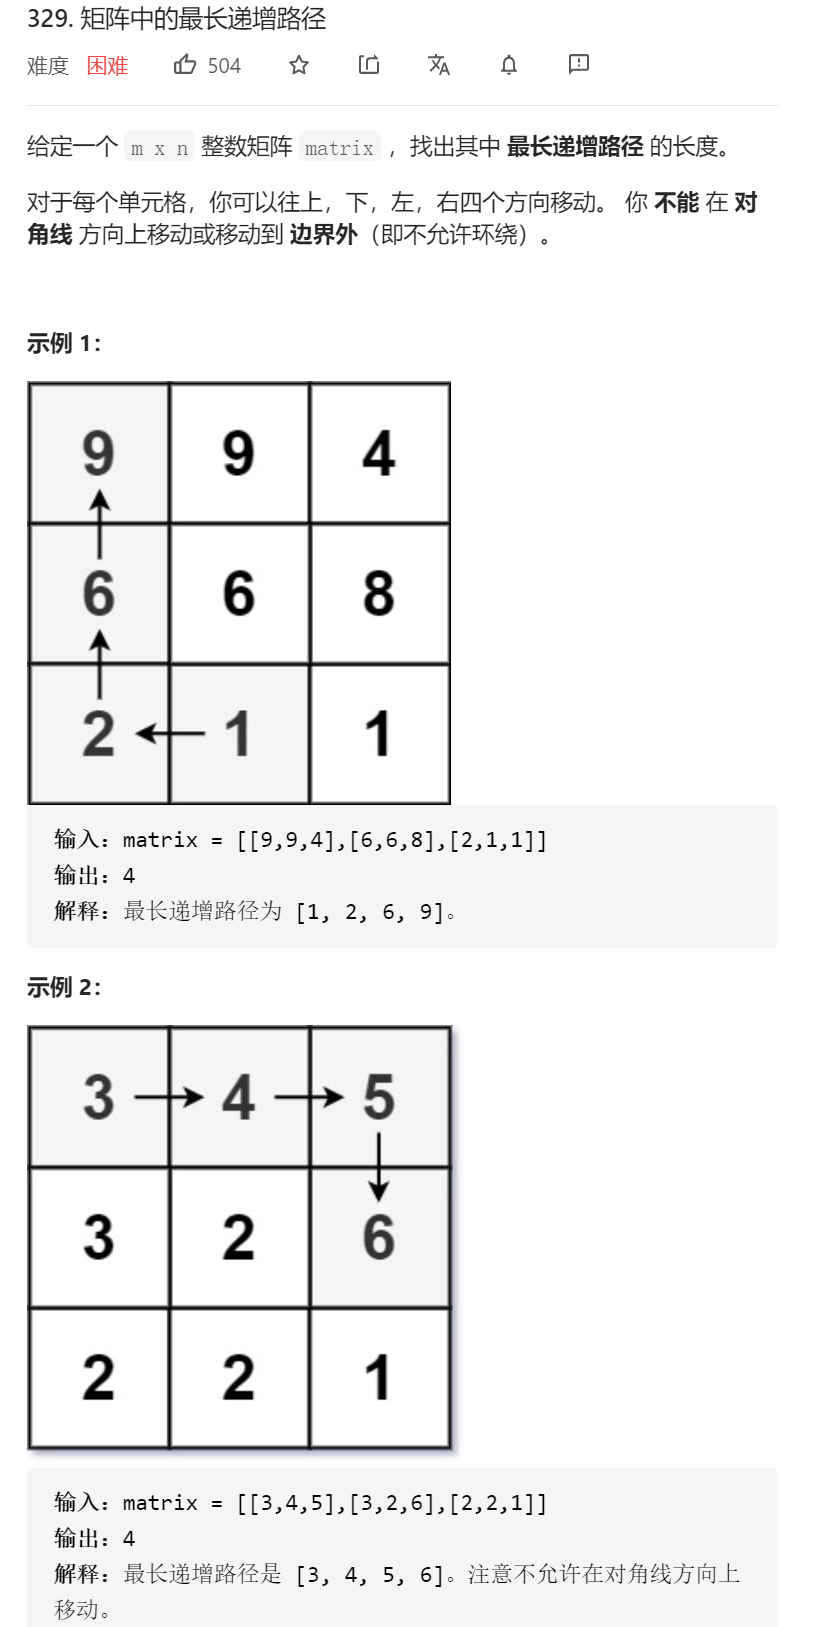 329. 矩阵中的最长递增路径
难度 困难 504
给定一个 m x n 整数矩阵 matrix ，找出其中 最长递增路径 的长度。
对于每个单元格，你可以往上，下，左，右四个方向移动。 你 不能 在 对
角线 方向上移动或移动到 边界外（即不允许环绕）。
示例 1：
9 9 4
6 6 8
2 1 1
输入：matrix = [[9,9,4],[6,6,8],[2,1,1]]
输出：4
解释：最长递增路径为 [1, 2, 6, 9]。
示例 2：
3 4 5
3 2 6
2 2 1
输入：matrix = [[3,4,5],[3,2,6],[2,2,1]]
输出：4
解释：最长递增路径是 [3, 4, 5, 6]。注意不允许在对角线方向上
移动。